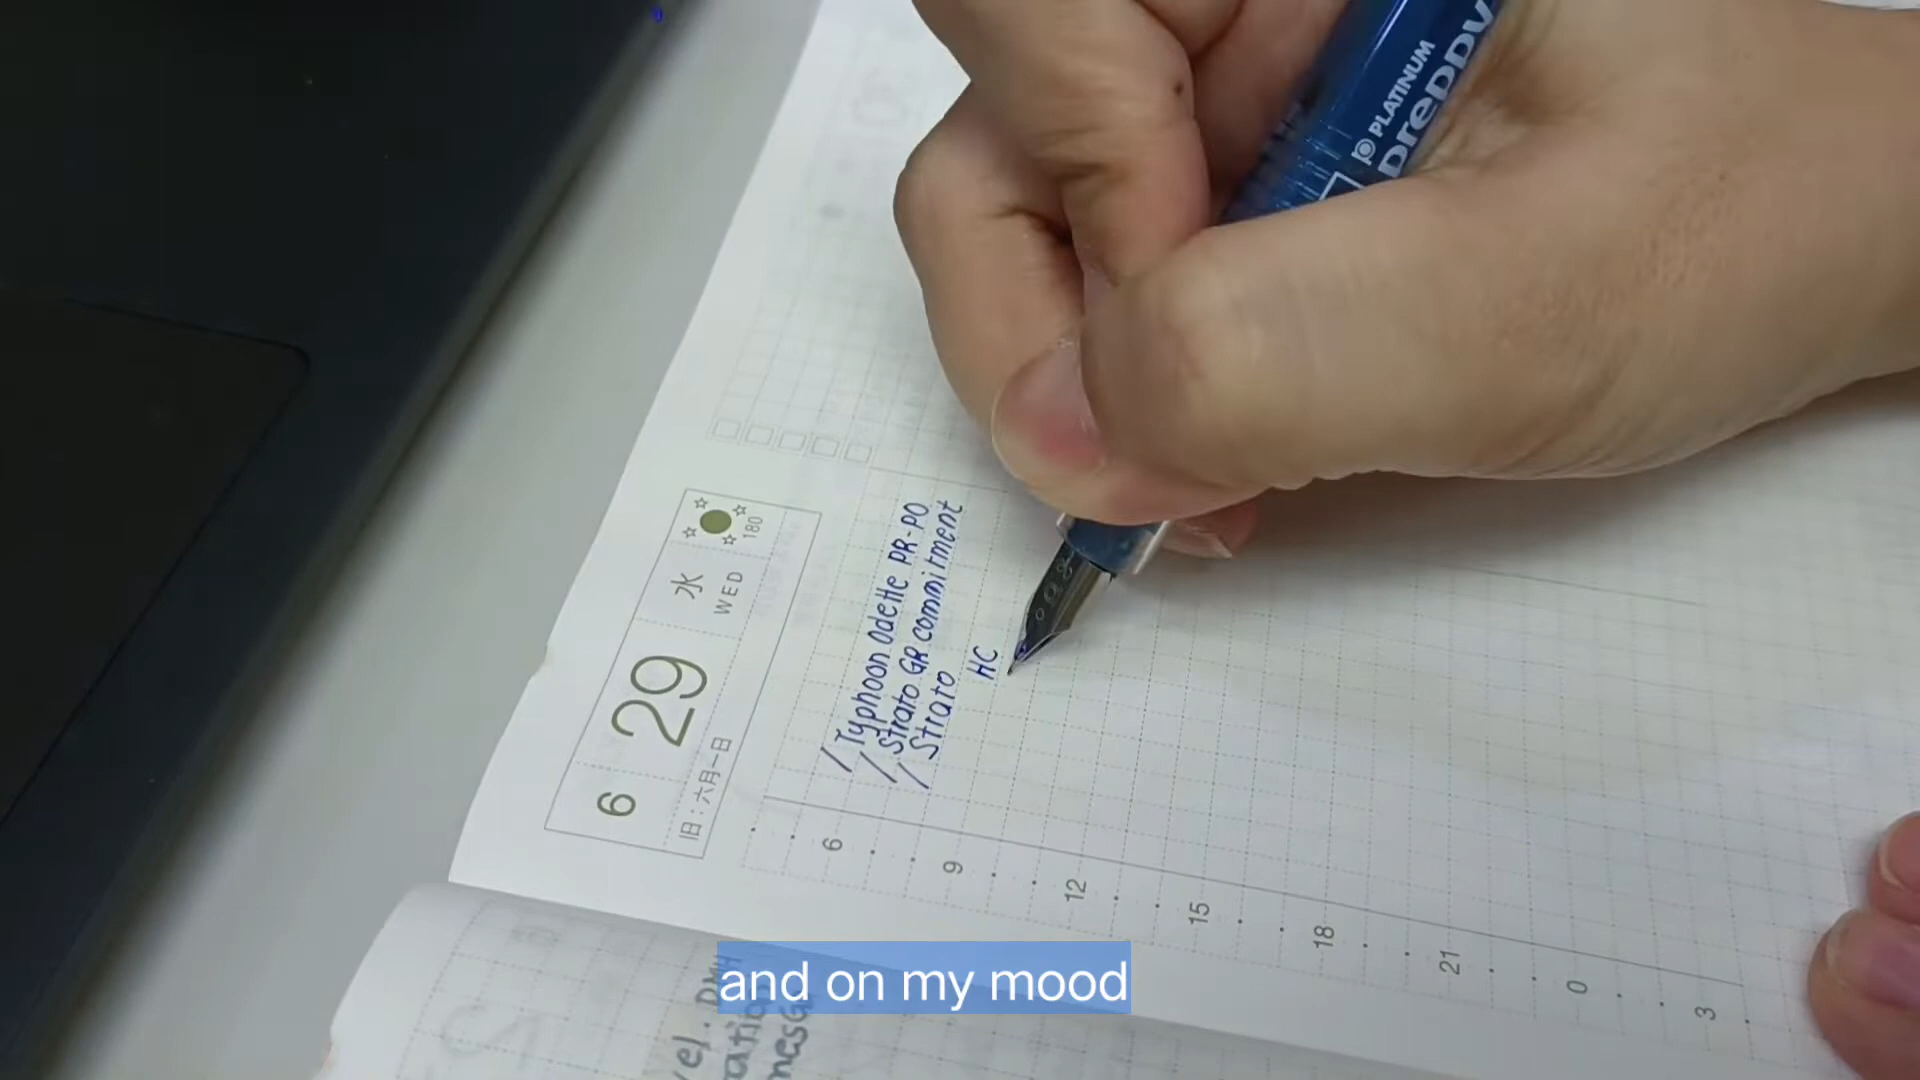 PLATINUM
Preppy
6 29 水 WED
180
旧:六月一日
/ Typhoon Odette PR-PO
/ Strato GR commitment
/ Strato
HC
6
9
12
15
18
21
0
3
and on my mood